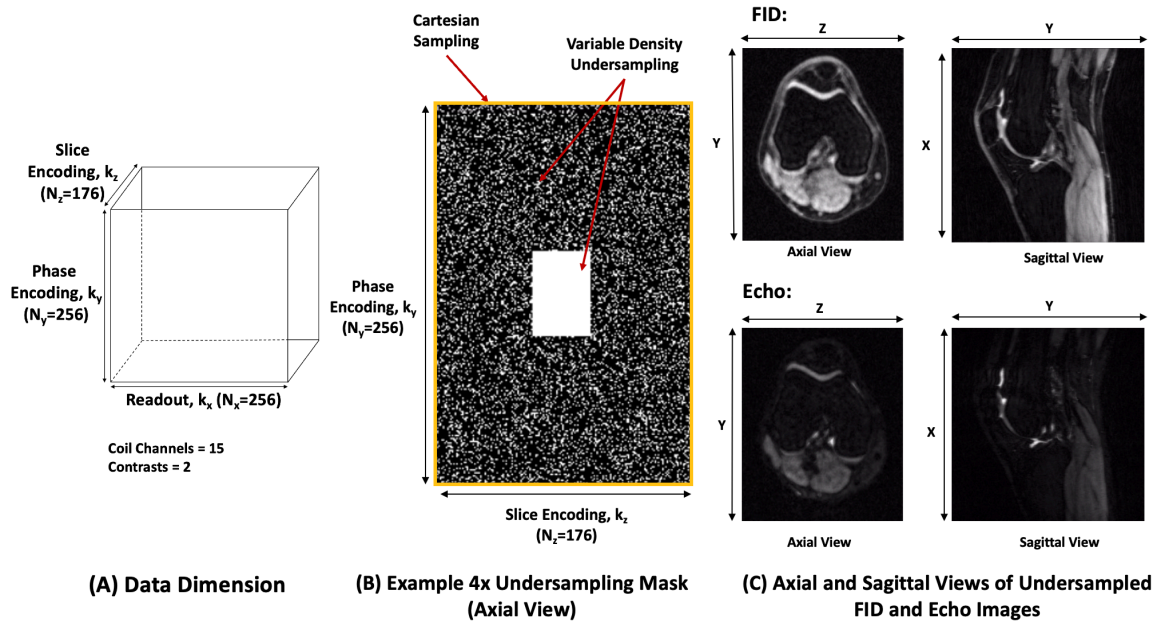 Slice
Encoding, kz
(Nz=176)
Phase
Encoding, ky
(Ny=256)
Readout, kx (Nx=256)
Coil Channels = 15
Contrasts = 2
(A) Data Dimension
Cartesian
Sampling
Variable Density
Undersampling
Phase
Encoding, ky
(Ny=256)
Slice Encoding, kz
(Nz=176)
(B) Example 4x Undersampling Mask
(Axial View)
FID:
Z
Y
Y
X
Axial View
Sagittal View
Echo:
Z
Y
Y
X
Axial View
Sagittal View
(C) Axial and Sagittal Views of Undersampled
FID and Echo Images